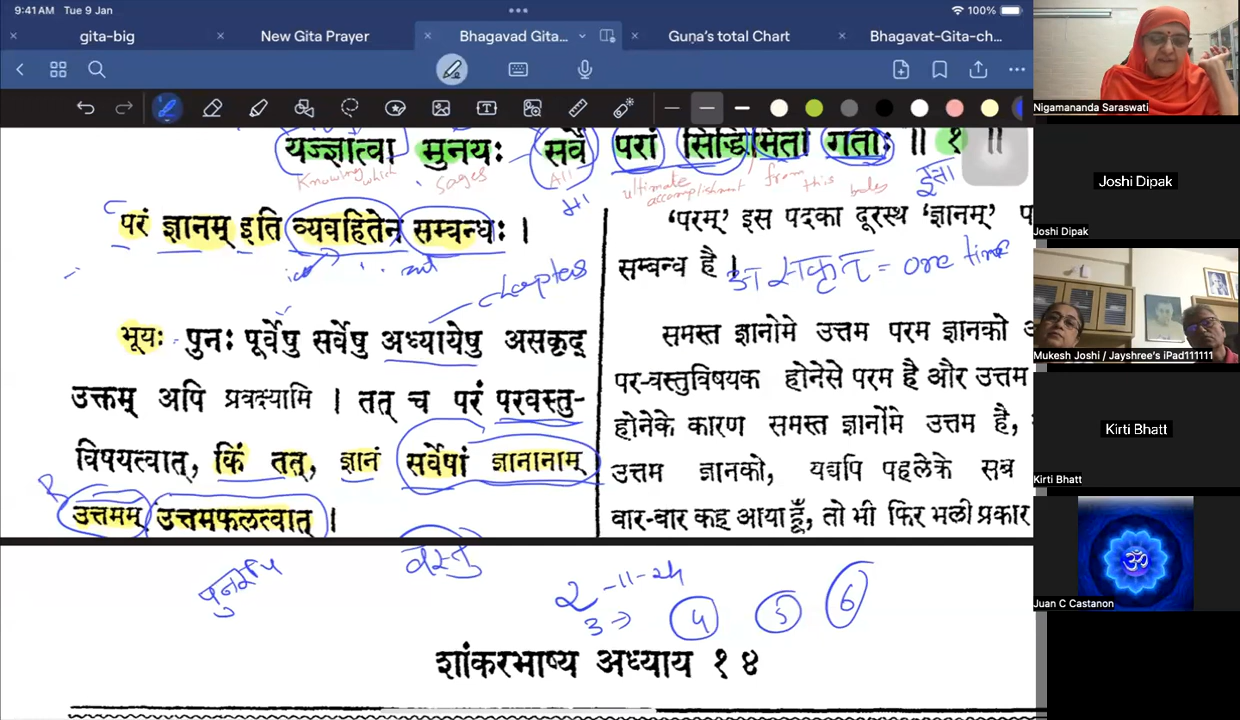 9:41 AM Tue 9 Jan
100%
gita-big
New Gita Prayer
Bhagavad Gita...
Guṇa's total Chart
Bhagavat-Gita-ch...
यज्ज्ञात्वा मुनयः सर्वे परां सिद्धिमितो गताः ॥ १ ॥
Knowing which sages All ultimate accomplishment from this
परं ज्ञानम् इति व्यवहितेन सम्बन्धः ।
chapters
भूयः पुनः पूर्वेषु सर्वेषु अध्यायेषु असकृद्
उक्तम् अपि प्रवक्ष्यामि । तत् च परं परवस्तु-
विषयत्वात्, किं तत्, ज्ञानं सर्वेषां ज्ञानानाम्
उत्तमम् उत्तमफलत्वात् ।
'परम्' इस पदका दूरस्थ 'ज्ञानम्' प
सम्बन्ध है ।
अ सकृत् = one time
समस्त ज्ञानोमे उत्तम परम ज्ञानको अ
पर-वस्तुविषयक होनेसे परम है और उत्तम
होनेके कारण समस्त ज्ञानोंमे उत्तम है,
उत्तम ज्ञानको, यद्यपि पहलेके सब
बार-बार कह आया हूँ, तो भी फिर भली प्रकार
पुनरपि
वस्तु
2-11-24
3 → 4 5 6
शांकरभाष्य अध्याय १४
Nigamananda Saraswati
Joshi Dipak
Joshi Dipak
Mukesh Joshi / Jayshree's iPad111111
Kirti Bhatt
Kirti Bhatt
ॐ
Juan C Castanon